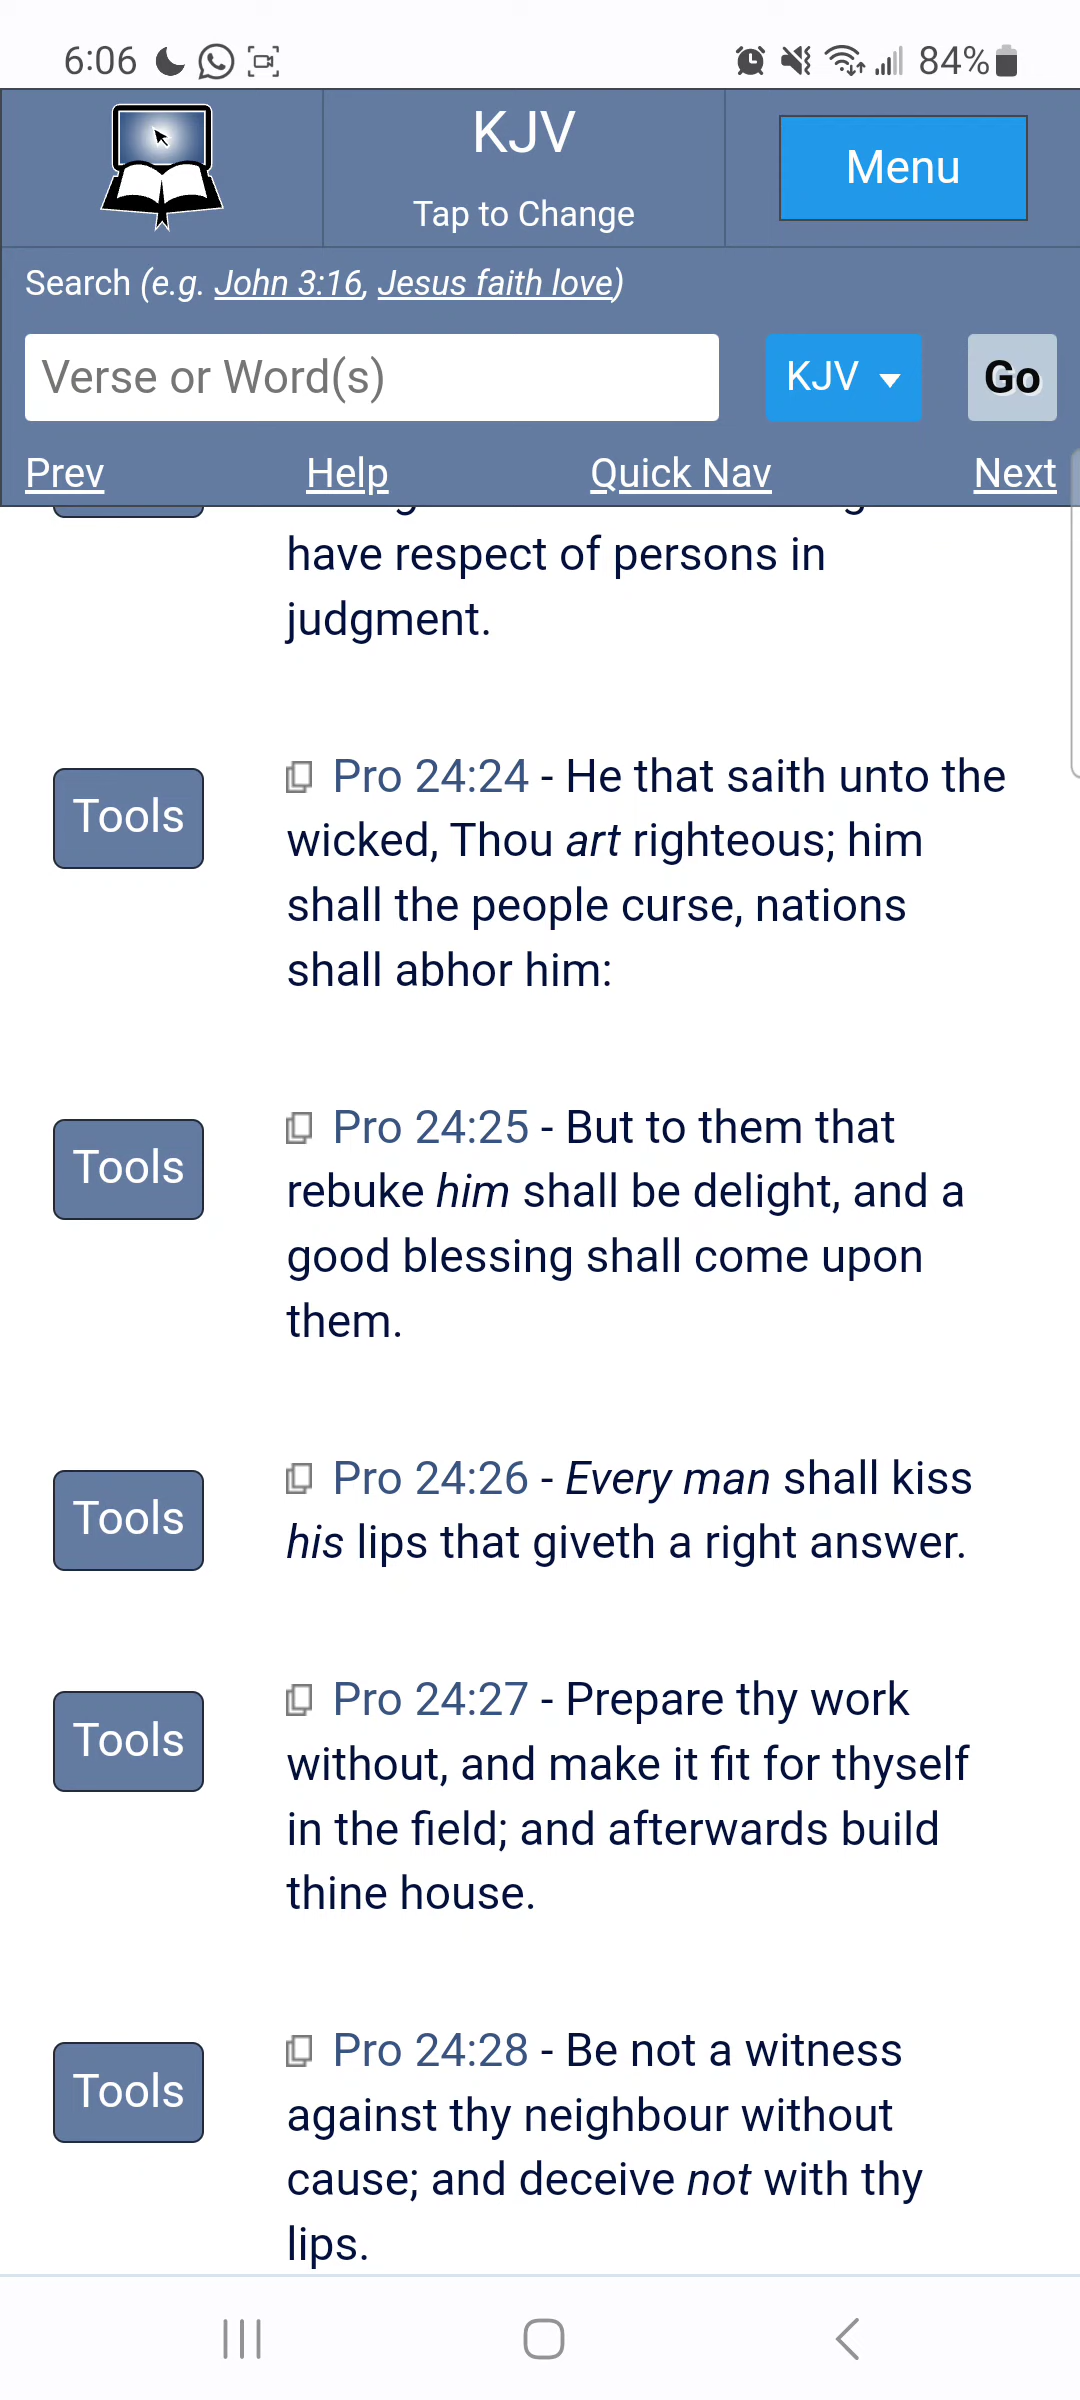 6:06 84%
KJV
Tap to Change
Menu
Search (e.g. John 3:16, Jesus faith love)
Verse or Word(s) KJV Go
Prev Help Quick Nav Next
have respect of persons in
judgment.
Tools
Pro 24:24 - He that saith unto the
wicked, Thou art righteous; him
shall the people curse, nations
shall abhor him:
Tools
Pro 24:25 - But to them that
rebuke him shall be delight, and a
good blessing shall come upon
them.
Tools
Pro 24:26 - Every man shall kiss
his lips that giveth a right answer.
Tools
Pro 24:27 - Prepare thy work
without, and make it fit for thyself
in the field; and afterwards build
thine house.
Tools
Pro 24:28 - Be not a witness
against thy neighbour without
cause; and deceive not with thy
lips.